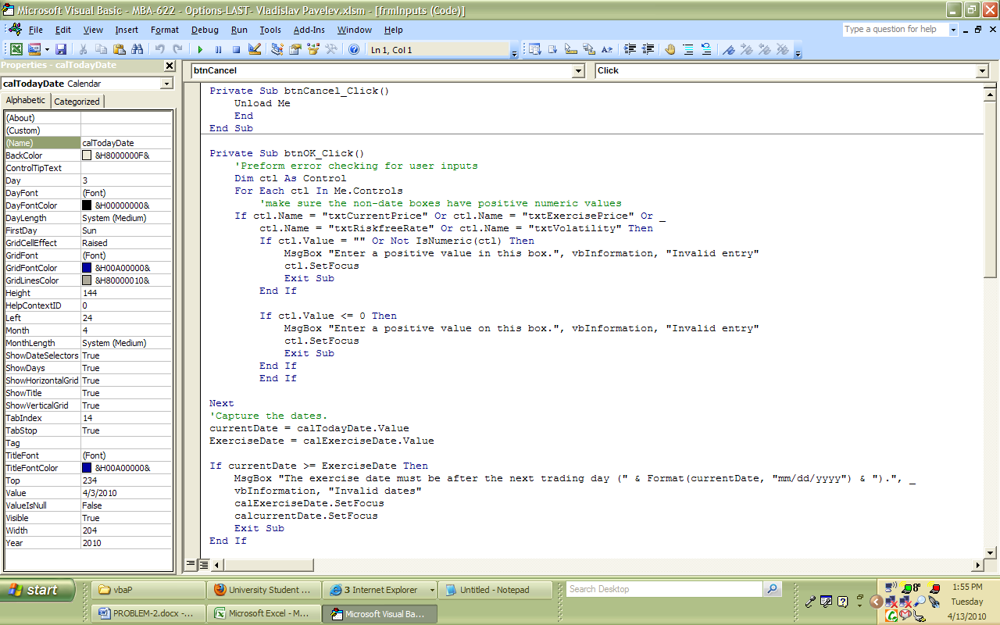 Microsoft Visual Basic - MBA-622 - Options-LAST- Vladislav Pavelev.xlsm - [frmInputs (Code)]
File Edit View Insert Format Debug Run Tools Add-Ins Window Help
Type a question for help
Ln 1, Col 1
Properties - calTodayDate
calTodayDate Calendar
Alphabetic Categorized
(About)
(Custom)
(Name) calTodayDate
BackColor &H8000000F&
ControlTipText
Day 3
DayFont (Font)
DayFontColor &H00000000&
DayLength System (Medium)
FirstDay Sun
GridCellEffect Raised
GridFont (Font)
GridFontColor &H00A00000&
GridLinesColor &H80000010&
Height 144
HelpContextID 0
Left 24
Month 4
MonthLength System (Medium)
ShowDateSelectors True
ShowDays True
ShowHorizontalGrid True
ShowTitle True
ShowVerticalGrid True
TabIndex 14
TabStop True
Tag
TitleFont (Font)
TitleFontColor &H00A00000&
Top 234
Value 4/3/2010
ValueIsNull False
Visible True
Width 204
Year 2010
btnCancel
Click
Private Sub btnCancel_Click()
Unload Me
End
End Sub
Private Sub btnOK_Click()
'Preform error checking for user inputs
Dim ctl As Control
For Each ctl In Me.Controls
'make sure the non-date boxes have positive numeric values
If ctl.Name = "txtCurrentPrice" Or ctl.Name = "txtExercisePrice" Or _
ctl.Name = "txtRiskfreeRate" Or ctl.Name = "txtVolatility" Then
If ctl.Value = "" Or Not IsNumeric(ctl) Then
MsgBox "Enter a positive value in this box.", vbInformation, "Invalid entry"
ctl.SetFocus
Exit Sub
End If
If ctl.Value <= 0 Then
MsgBox "Enter a positive value on this box.", vbInformation, "Invalid entry"
ctl.SetFocus
Exit Sub
End If
End If
Next
'Capture the dates.
currentDate = calTodayDate.Value
ExerciseDate = calExerciseDate.Value
If currentDate >= ExerciseDate Then
MsgBox "The exercise date must be after the next trading day (" & Format(currentDate, "mm/dd/yyyy") & ").", _
vbInformation, "Invalid dates"
calExerciseDate.SetFocus
calcurrentDate.SetFocus
Exit Sub
End If
start
vbaP
University Student ...
3 Internet Explorer
Untitled - Notepad
Search Desktop
PROBLEM-2.docx -...
Microsoft Excel - M...
Microsoft Visual Ba...
8°
1:55 PM
Tuesday
4/13/2010